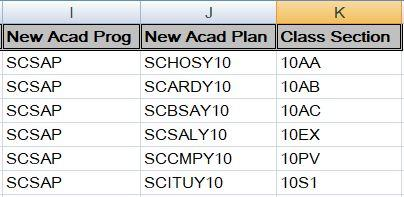 I J K
New Acad Prog New Acad Plan Class Section
SCSAP SCHOSY10 10AA
SCSAP SCARDY10 10AB
SCSAP SCBSAY10 10AC
SCSAP SCSALY10 10EX
SCSAP SCCMPY10 10PV
SCSAP SCITUY10 10S1